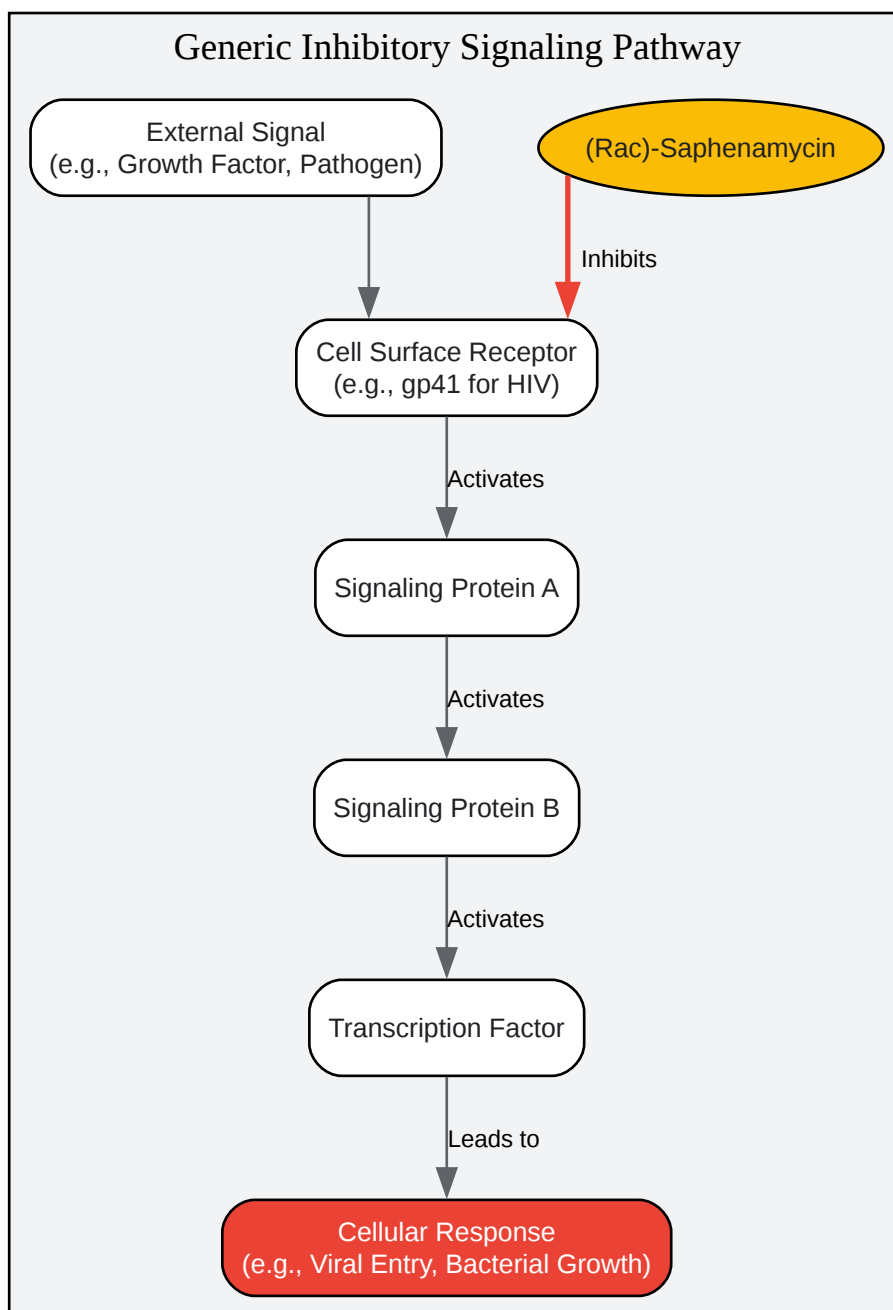 Generic Inhibitory Signaling Pathway
External Signal
(e.g., Growth Factor, Pathogen)
(Rac)-Saphenamycin
Inhibits
Cell Surface Receptor
(e.g., gp41 for HIV)
Activates
Signaling Protein A
Activates
Signaling Protein B
Activates
Transcription Factor
Leads to
Cellular Response
(e.g., Viral Entry, Bacterial Growth)